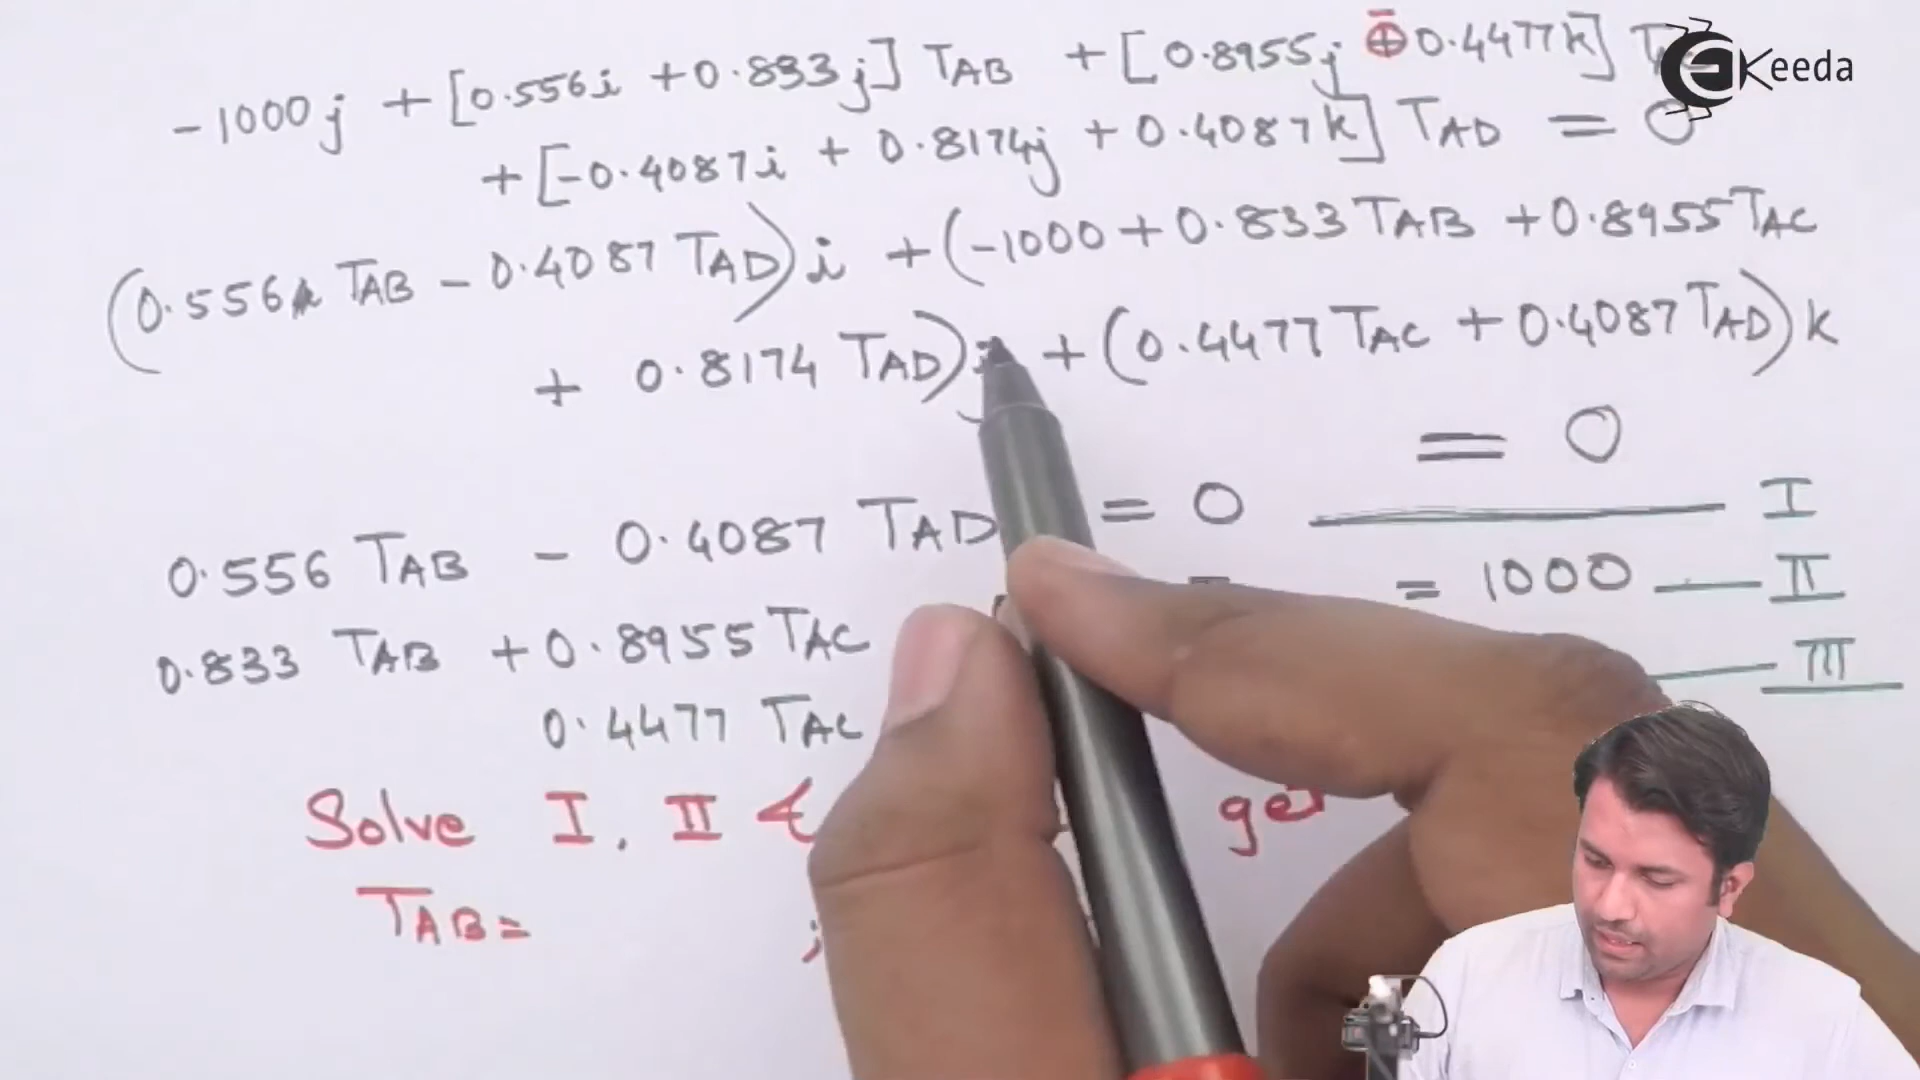 -1000j + [0.556i + 0.833j] TAB + [0.8955j ∓ 0.4477k]
+ [-0.4087i + 0.8174j + 0.4087k] TAD = 0
(0.556 TAB - 0.4087 TAD) i + (-1000 + 0.833 TAB + 0.8955 TAC
+ 0.8174 TAD) j + (0.4477 TAC + 0.4087 TAD) k
= 0
0.556 TAB - 0.4087 TAD = 0 — I
0.833 TAB + 0.8955 TAC = 1000 — II
0.4477 TAC — III
Solve I, II & get
TAB = ;
eKeeda